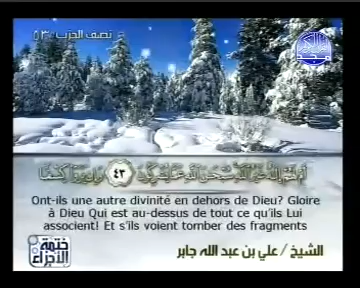 نصف الحزب ٥٣
أَمْ لَهُمْ إِلَٰهٌ غَيْرُ اللَّهِ سُبْحَانَ اللَّهِ عَمَّا يُشْرِكُونَ ٤٣ وَإِن يَرَوْا كِسْفًا
Ont-ils une autre divinité en dehors de Dieu? Gloire
à Dieu Qui est au-dessus de tout ce qu'ils Lui
associent! Et s'ils voient tomber des fragments
الشيخ / علي بن عبد الله جابر
ختمة
الأجزاء